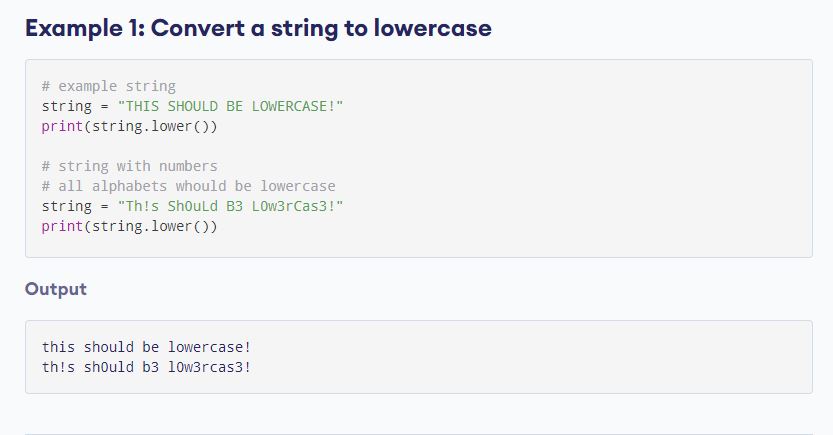 Example 1: Convert a string to lowercase
# example string
string = "THIS SHOULD BE LOWERCASE!"
print(string.lower())
# string with numbers
# all alphabets whould be lowercase
string = "Th!s Sh0uLd B3 L0w3rCas3!"
print(string.lower())
Output
this should be lowercase!
th!s sh0uld b3 l0w3rcas3!